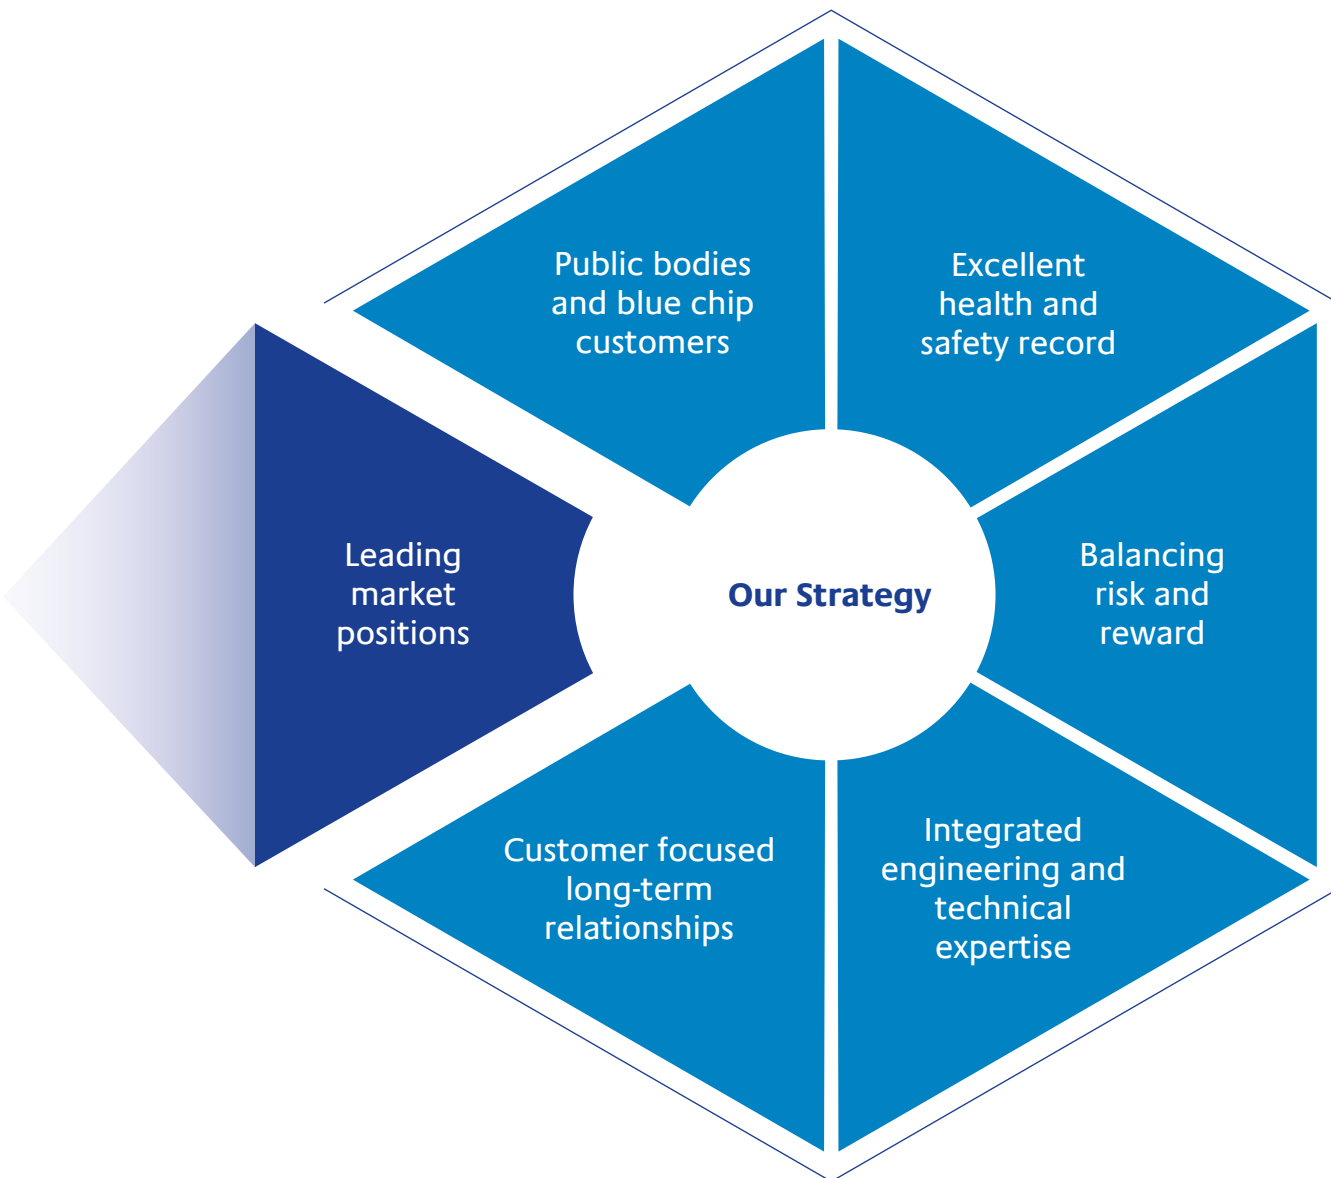 Public bodies
and blue chip
customers
Excellent
health and
safety record
Leading
market
positions
Our Strategy
Balancing
risk and
reward
Customer focused
long-term
relationships
Integrated
engineering and
technical
expertise